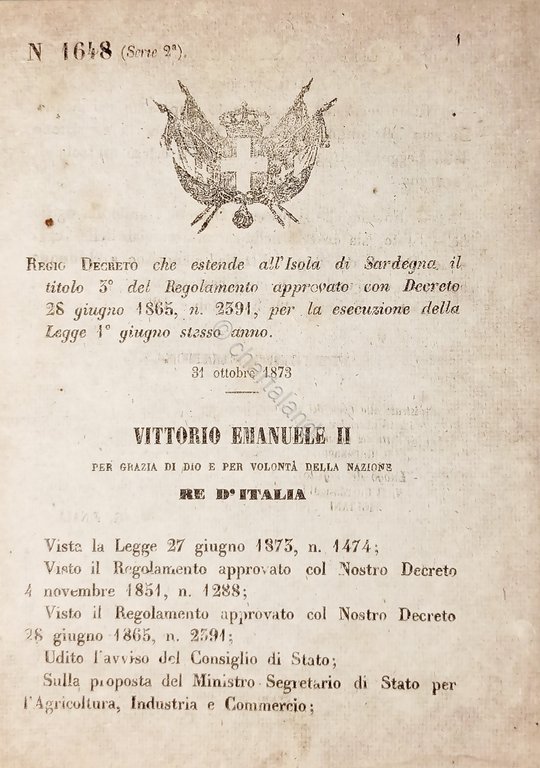 N 1648 (Serie 2ª).
1
REGIO DECRETO che estende all'Isola di Sardegna il
titolo 3° del Regolamento approvato con Decreto
28 giugno 1865, n. 2391, per la esecuzione della
Legge 1° giugno stesso anno.
31 ottobre 1873
VITTORIO EMANUELE II
PER GRAZIA DI DIO E PER VOLONTÀ DELLA NAZIONE
RE D'ITALIA
Vista la Legge 27 giugno 1873, n. 1474;
Visto il Regolamento approvato col Nostro Decreto
4 novembre 1851, n. 1288;
Visto il Regolamento approvato col Nostro Decreto
28 giugno 1865, n. 2391;
Udito l'avviso del Consiglio di Stato;
Sulla proposta del Ministro Segretario di Stato per
l'Agricoltura, Industria e Commercio;